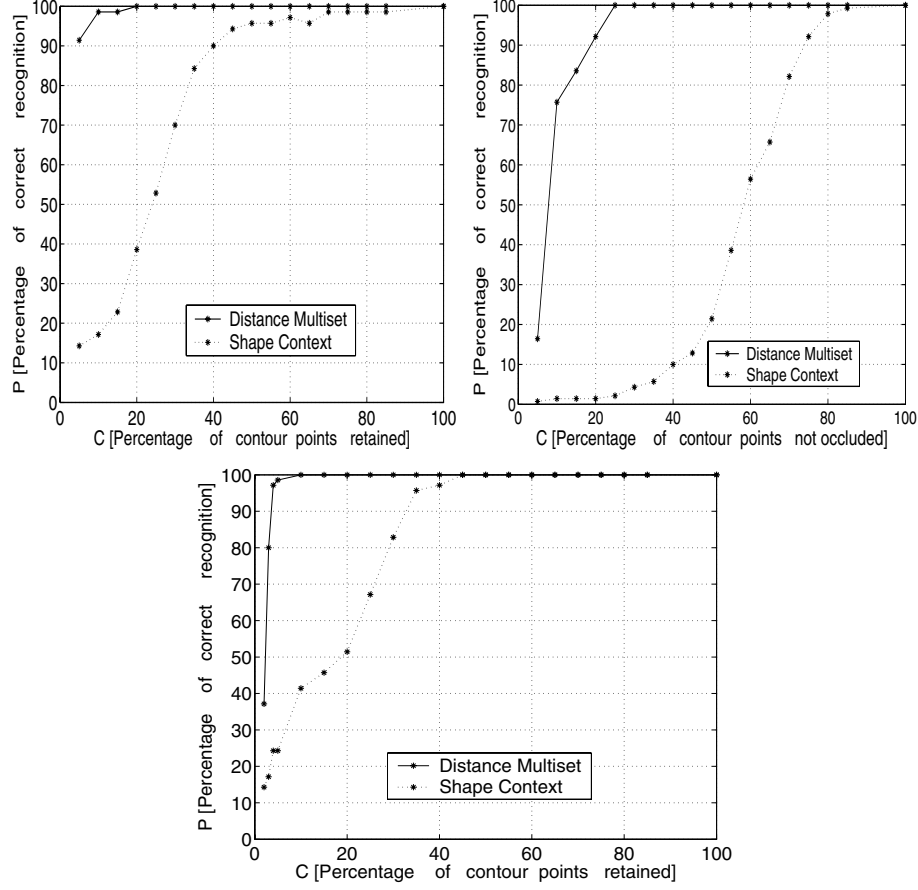 P [Percentage of correct recognition]
100
90
80
70
60
50
40
30
20
10
0
Distance Multiset
Shape Context
0 20 40 60 80 100
C [Percentage of contour points retained]
P [Percentage of correct recognition]
100
90
80
70
60
50
40
30
20
10
0
Distance Multiset
Shape Context
0 20 40 60 80 100
C [Percentage of contour points not occluded]
P [Percentage of correct recognition]
100
90
80
70
60
50
40
30
20
10
0
Distance Multiset
Shape Context
0 20 40 60 80 100
C [Percentage of contour points retained]